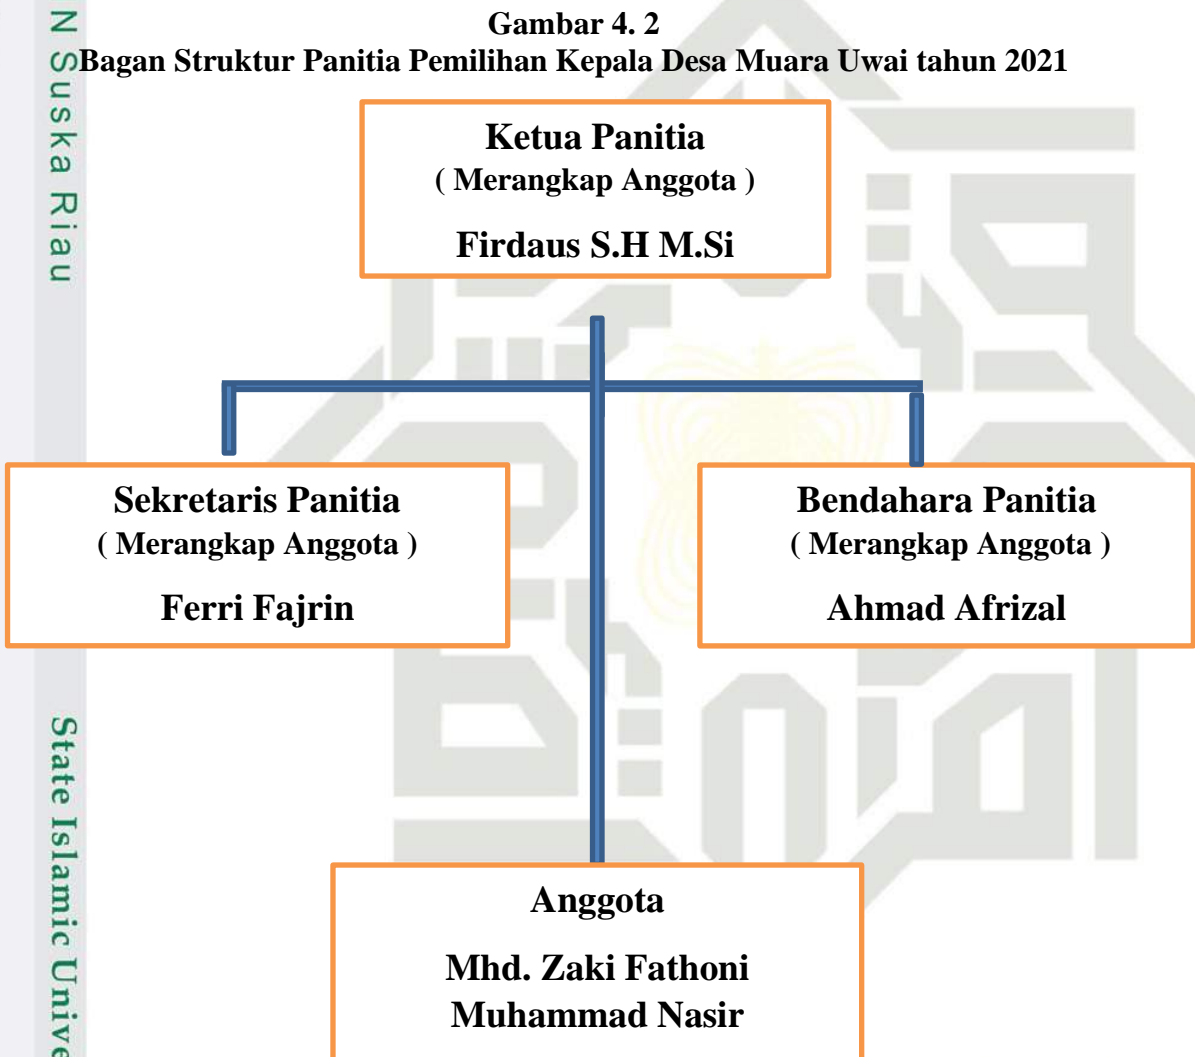 Gambar 4. 2
Bagan Struktur Panitia Pemilihan Kepala Desa Muara Uwai tahun 2021
Ketua Panitia
( Merangkap Anggota )
Firdaus S.H M.Si
Sekretaris Panitia
( Merangkap Anggota )
Ferri Fajrin
Bendahara Panitia
( Merangkap Anggota )
Ahmad Afrizal
Anggota
Mhd. Zaki Fathoni
Muhammad Nasir
N Suska Riau
State Islamic Unive